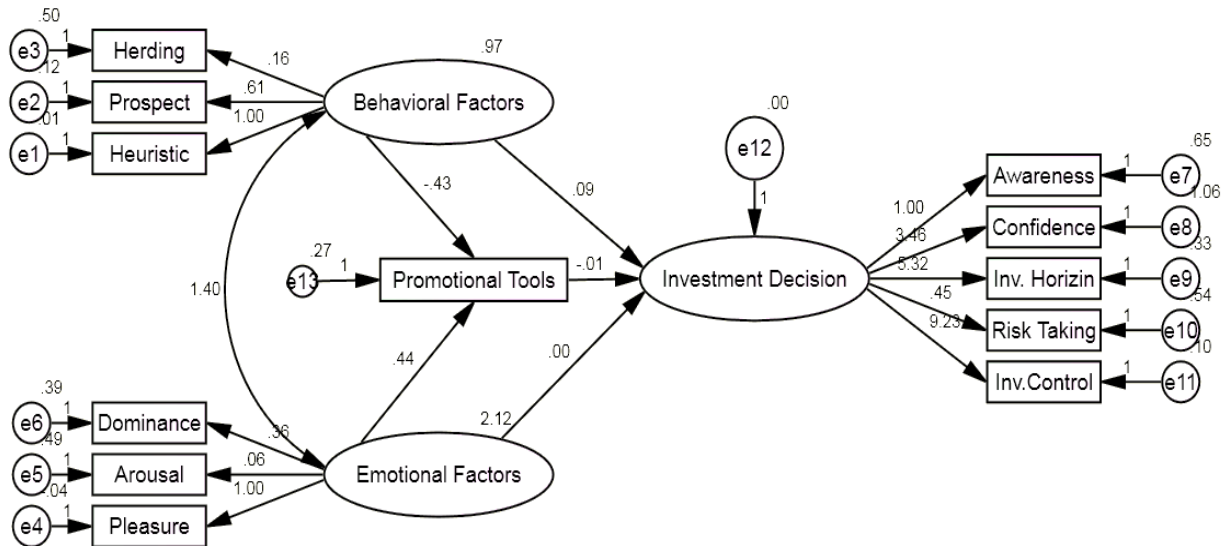 .50
e3
1
Herding
.16
.12
e2
1
Prospect
.61
.01
e1
1
Heuristic
1.00
.97
Behavioral Factors
-.43
.09
.00
e12
1
.27
e13
1
Promotional Tools
-.01
Investment Decision
1.40
.44
.00
.39
e6
1
Dominance
.36
.49
e5
1
Arousal
.06
-.04
e4
1
Pleasure
1.00
2.12
Emotional Factors
.65
1.00
Awareness
1
e7
1.06
3.46
Confidence
1
e8
.33
5.32
Inv. Horizin
1
e9
.54
.45
Risk Taking
1
e10
.10
9.23
Inv.Control
1
e11